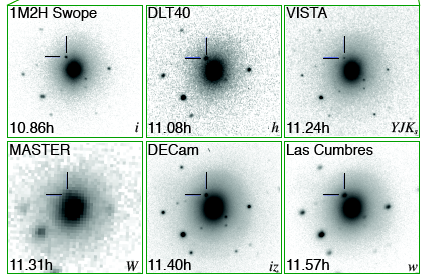 1M2H Swope
DLT40
VISTA
10.86h
i
11.08h
h
11.24h
YJKs
MASTER
DECam
Las Cumbres
11.31h
W
11.40h
iz
11.57h
w